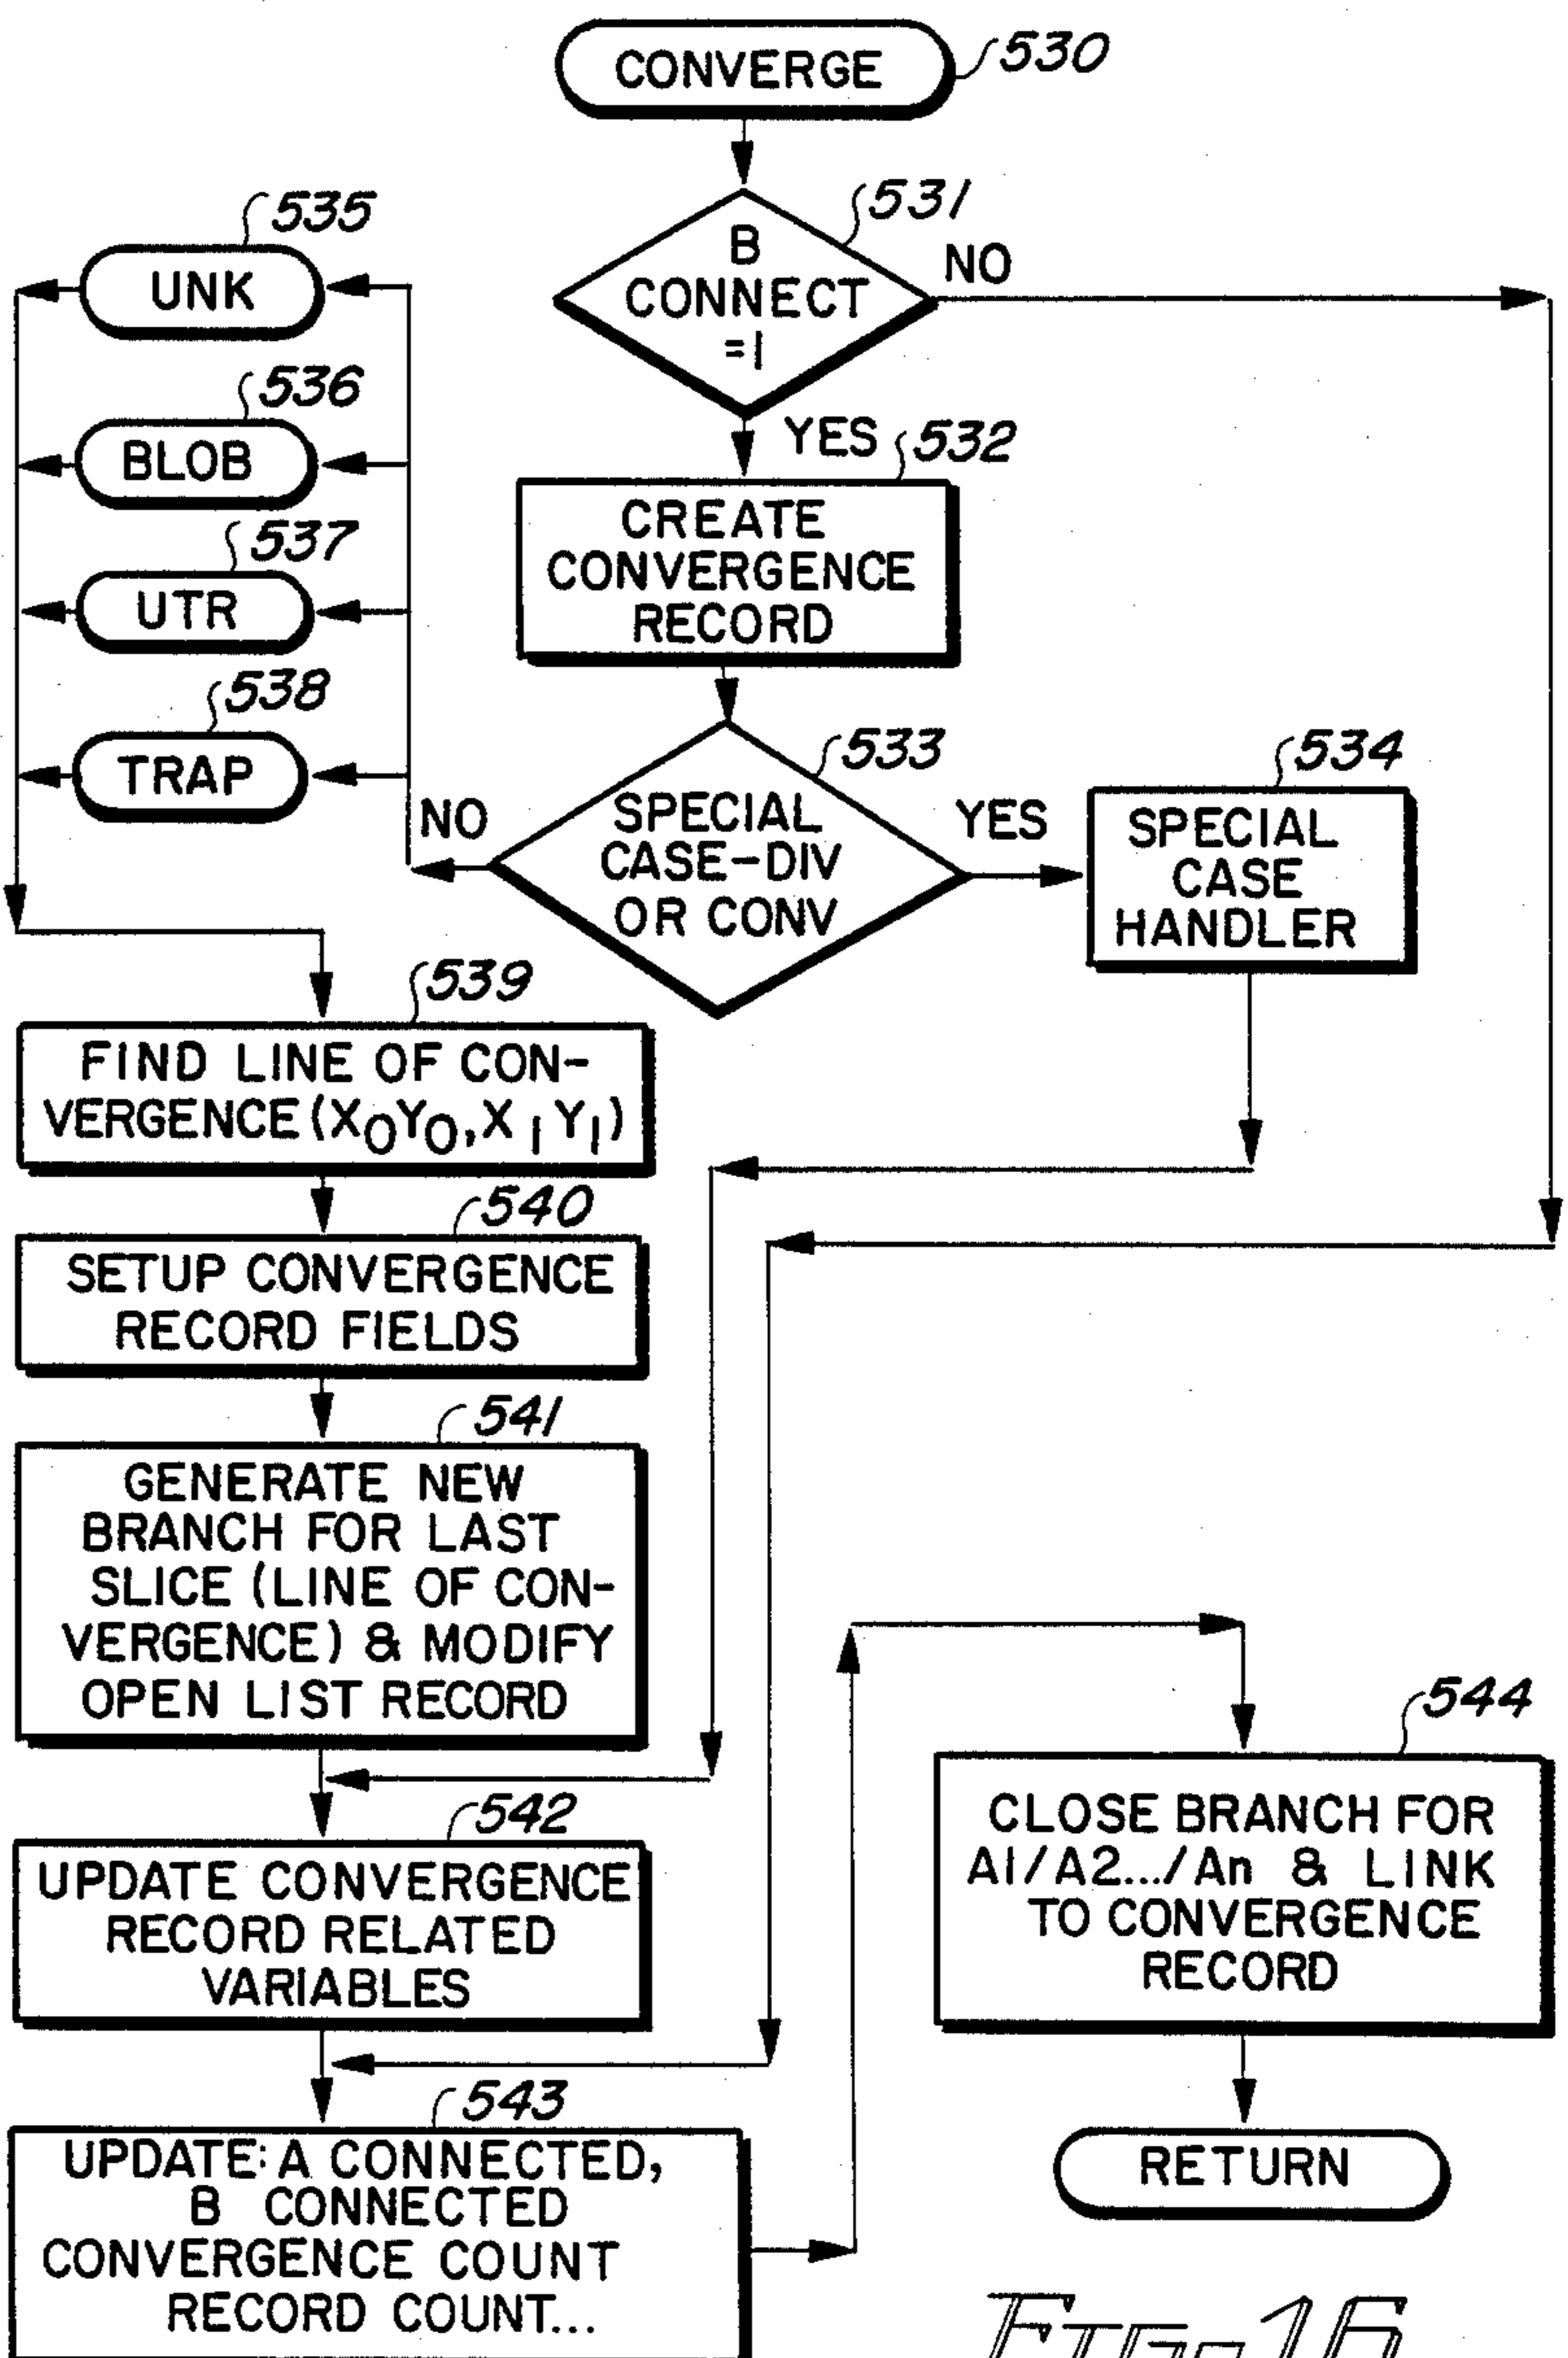 CONVERGE
530
531
B
CONNECT
=1
NO
YES
535
UNK
536
BLOB
537
UTR
538
TRAP
532
CREATE
CONVERGENCE
RECORD
533
SPECIAL
CASE-DIV
OR CONV
NO
YES
534
SPECIAL
CASE
HANDLER
539
FIND LINE OF CON-
VERGENCE (X₀Y₀, X₁Y₁)
540
SETUP CONVERGENCE
RECORD FIELDS
541
GENERATE NEW
BRANCH FOR LAST
SLICE (LINE OF CON-
VERGENCE) & MODIFY
OPEN LIST RECORD
542
UPDATE CONVERGENCE
RECORD RELATED
VARIABLES
543
UPDATE: A CONNECTED,
B CONNECTED
CONVERGENCE COUNT
RECORD COUNT...
544
CLOSE BRANCH FOR
A1/A2.../An & LINK
TO CONVERGENCE
RECORD
RETURN
FIG. 16